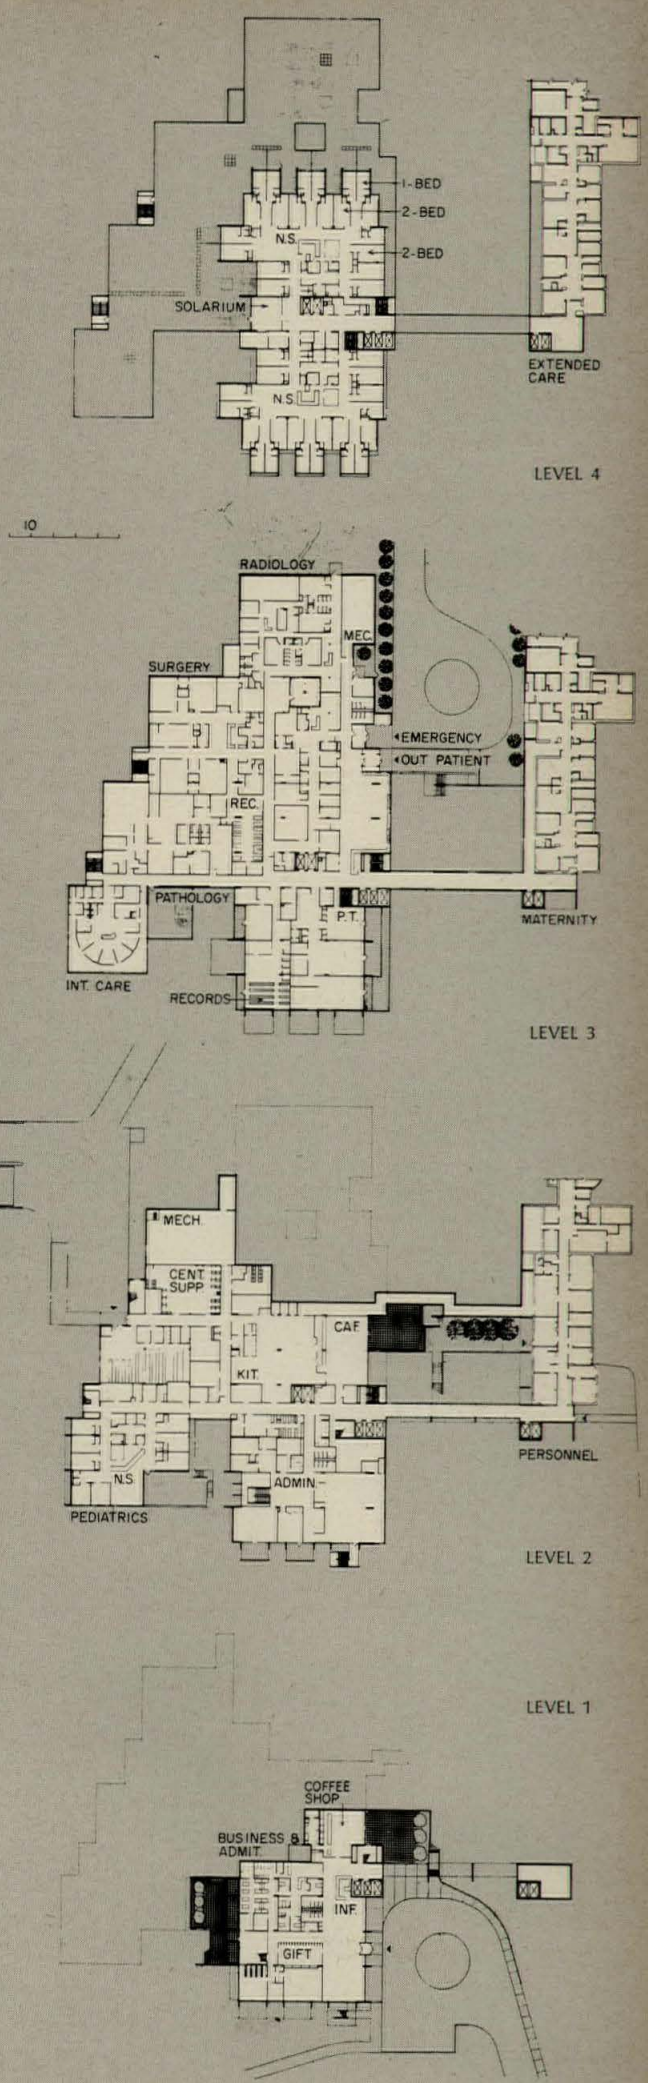 1-BED
2-BED
N.S.
2-BED
SOLARIUM
EXTENDED
CARE
N.S.
LEVEL 4
10
RADIOLOGY
MEC.
SURGERY
EMERGENCY
OUT PATIENT
REC.
PATHOLOGY
P.T.
MATERNITY
INT. CARE
RECORDS
LEVEL 3
MECH.
CENT.
SUPP.
CAF.
KIT.
PERSONNEL
N.S.
ADMIN.
PEDIATRICS
LEVEL 2
LEVEL 1
COFFEE
SHOP
BUSINESS &
ADMIT.
INF.
GIFT